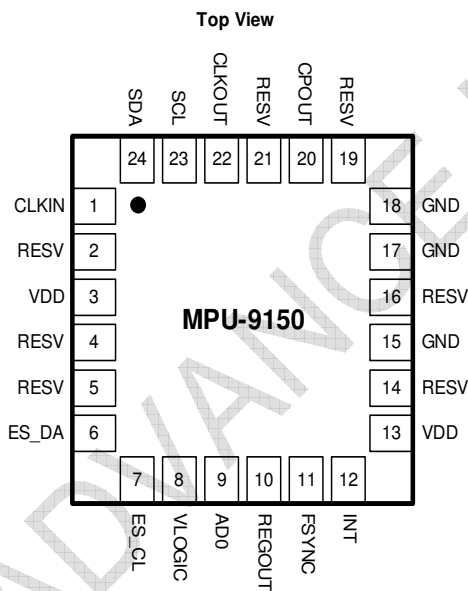 Top View
SDA
SCL
CLKOUT
RESV
CPOUT
RESV
24 23 22 21 20 19
CLKIN 1 18 GND
RESV 2 17 GND
VDD 3 16 RESV
MPU-9150
RESV 4 15 GND
RESV 5 14 RESV
ES_DA 6 13 VDD
7 8 9 10 11 12
ES_CL
VLOGIC
AD0
REGOUT
FSYNC
INT
ADVANCE